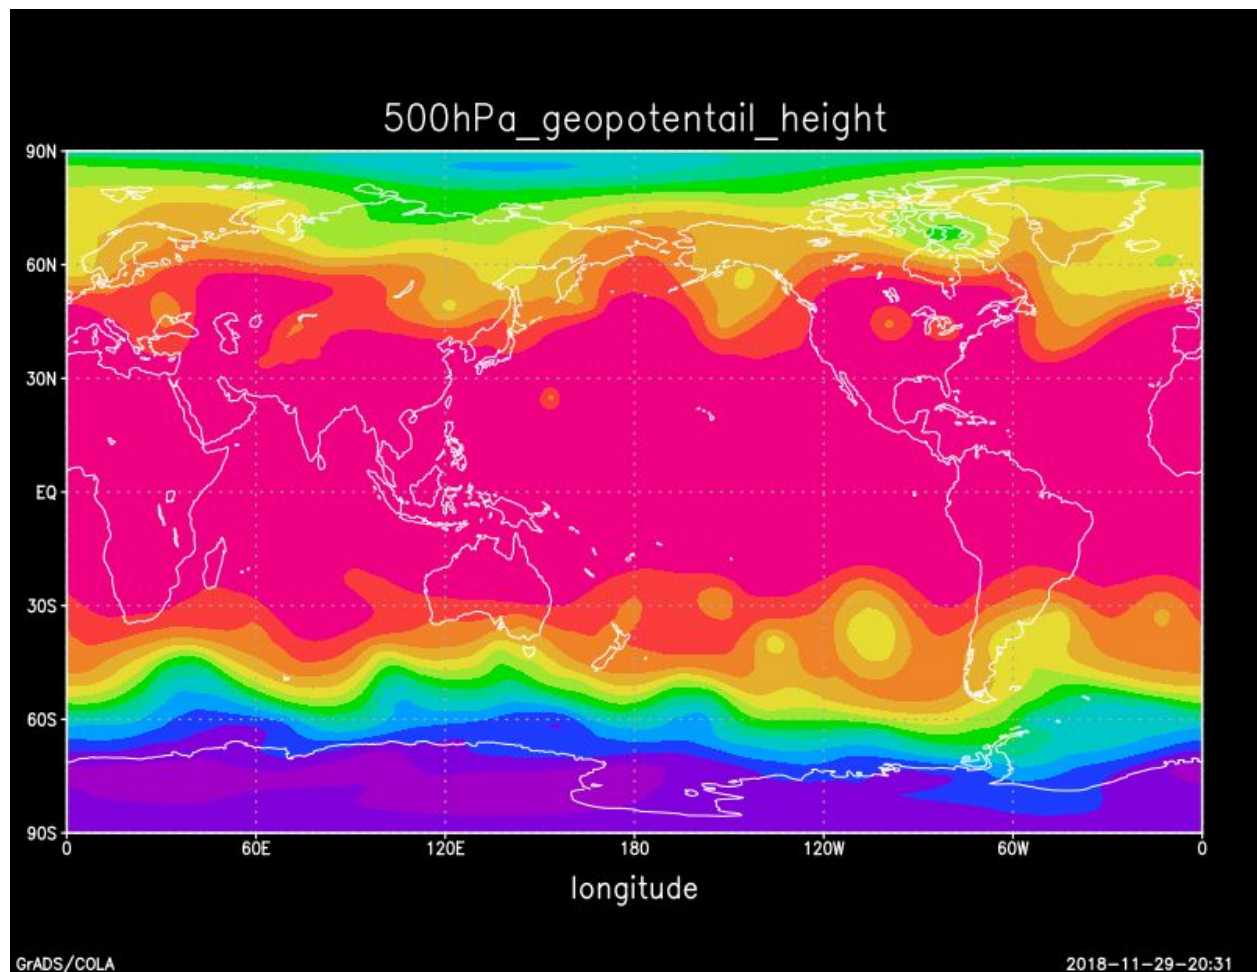 500hPa_geopotentail_height
90N
60N
30N
EQ
30S
60S
90S
0 60E 120E 180 120W 60W 0
longitude
GrADS/COLA 2018-11-29-20:31